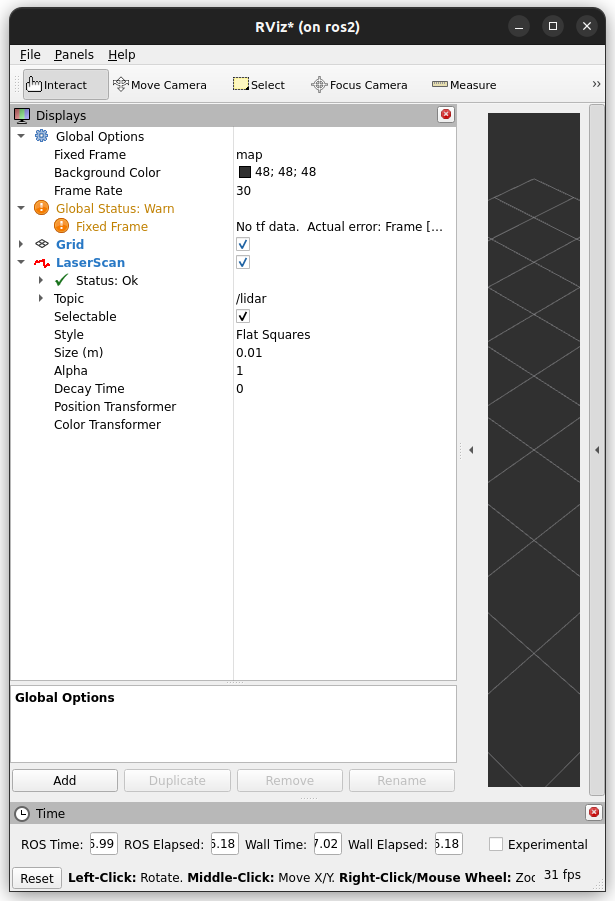 RViz* (on ros2)
File Panels Help
Interact Move Camera Select Focus Camera Measure »
Displays
Global Options
Fixed Frame map
Background Color 48; 48; 48
Frame Rate 30
Global Status: Warn
Fixed Frame No tf data.  Actual error: Frame [...
Grid
LaserScan
Status: Ok
Topic /lidar
Selectable
Style Flat Squares
Size (m) 0.01
Alpha 1
Decay Time 0
Position Transformer
Color Transformer
Global Options
Add Duplicate Remove Rename
Time
ROS Time: 5.99 ROS Elapsed: 5.18 Wall Time: 7.02 Wall Elapsed: 5.18 Experimental
Reset Left-Click: Rotate. Middle-Click: Move X/Y. Right-Click/Mouse Wheel: Zoo 31 fps